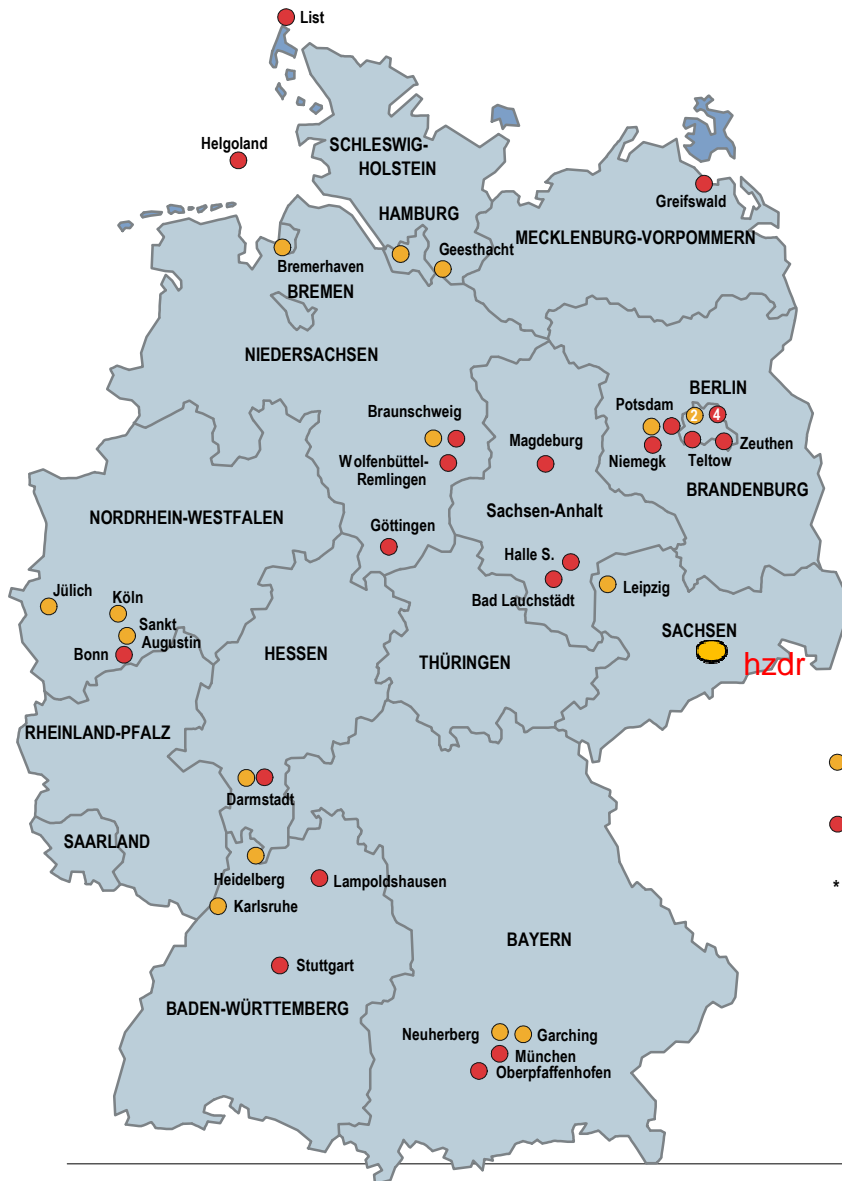 List
Helgoland
SCHLESWIG-
HOLSTEIN
Greifswald
HAMBURG
MECKLENBURG-VORPOMMERN
Geesthacht
Bremerhaven
BREMEN
NIEDERSACHSEN
BERLIN
Potsdam
2
4
Braunschweig
Magdeburg
Zeuthen
Niemegk
Teltow
Wolfenbüttel-
Remlingen
BRANDENBURG
NORDRHEIN-WESTFALEN
Sachsen-Anhalt
Göttingen
Halle S.
Leipzig
Bad Lauchstädt
Jülich
Köln
Sankt
Augustin
Bonn
HESSEN
THÜRINGEN
SACHSEN
hzdr
RHEINLAND-PFALZ
Darmstadt
SAARLAND
Heidelberg
Lampoldshausen
*
Karlsruhe
BAYERN
Stuttgart
BADEN-WÜRTTEMBERG
Neuherberg
Garching
München
Oberpfaffenhofen